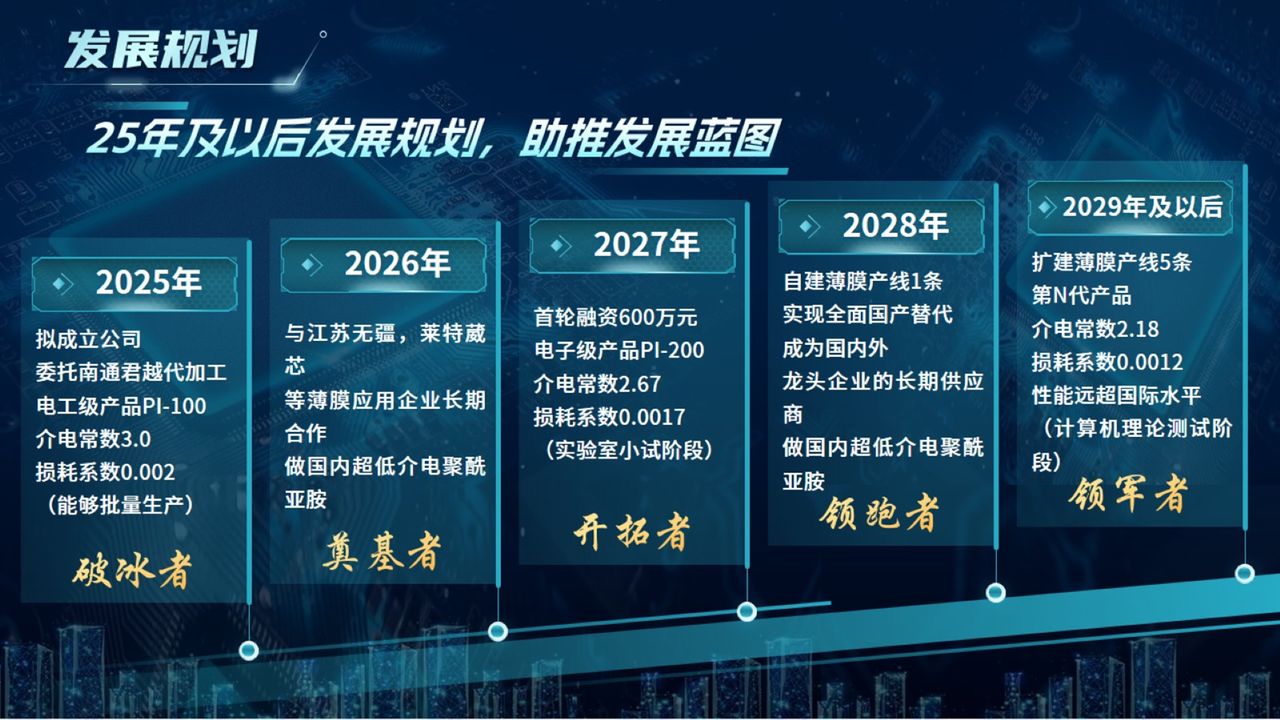 发展规划
25年及以后发展规划，助推发展蓝图
2025年
拟成立公司
委托南通君越代加工
电工级产品PI-100
介电常数3.0
损耗系数0.002
（能够批量生产）
破冰者
2026年
与江苏无疆，莱特葳
芯
等薄膜应用企业长期
合作
做国内超低介电聚酰
亚胺
奠基者
2027年
首轮融资600万元
电子级产品PI-200
介电常数2.67
损耗系数0.0017
（实验室小试阶段）
开拓者
2028年
自建薄膜产线1条
实现全面国产替代
成为国内外
龙头企业的长期供应
商
做国内超低介电聚酰
亚胺
领跑者
2029年及以后
扩建薄膜产线5条
第N代产品
介电常数2.18
损耗系数0.0012
性能远超国际水平
（计算机理论测试阶
段）
领军者